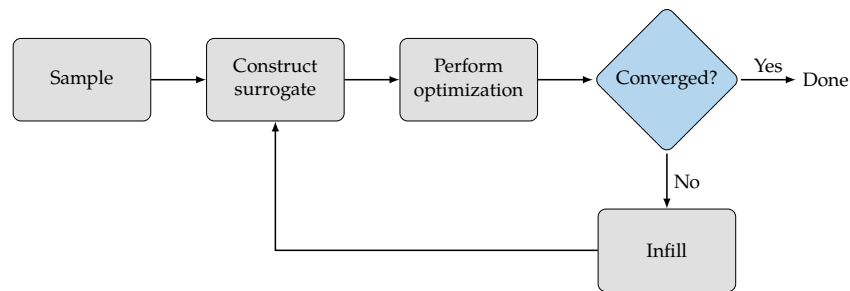 Sample
Construct
surrogate
Perform
optimization
Converged?
Yes
Done
No
Infill